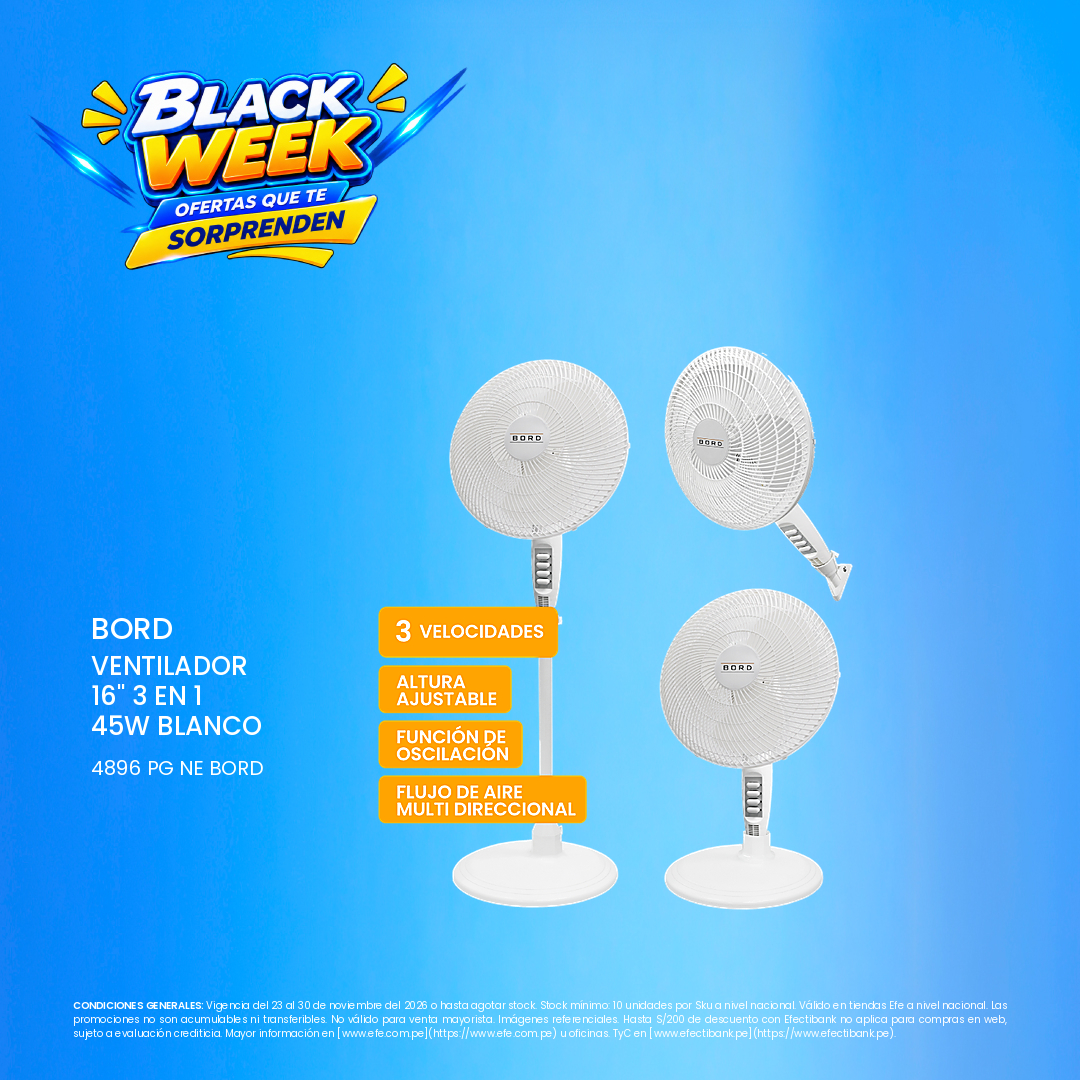 BLACK
WEEK
OFERTAS QUE TE
SORPRENDEN
BORD
BORD
BORD
BORD
VENTILADOR
16" 3 EN 1
45W BLANCO
4896 PG NE BORD
3 VELOCIDADES
ALTURA
AJUSTABLE
FUNCIÓN DE
OSCILACIÓN
FLUJO DE AIRE
MULTI DIRECCIONAL
CONDICIONES GENERALES: Vigencia del 23 al 30 de noviembre del 2026 o hasta agotar stock. Stock mínimo: 10 unidades por Sku a nivel nacional. Válido en tiendas Efe a nivel nacional. Las
promociones no son acumulables ni transferibles. No válido para venta mayorista. Imágenes referenciales. Hasta S/200 de descuento con Efectibank no aplica para compras en web,
sujeto a evaluación crediticia. Mayor información en [www.efe.com.pe](https://www.efe.com.pe) u oficinas. TyC en [www.efectibank.pe](https://www.efectibank.pe).